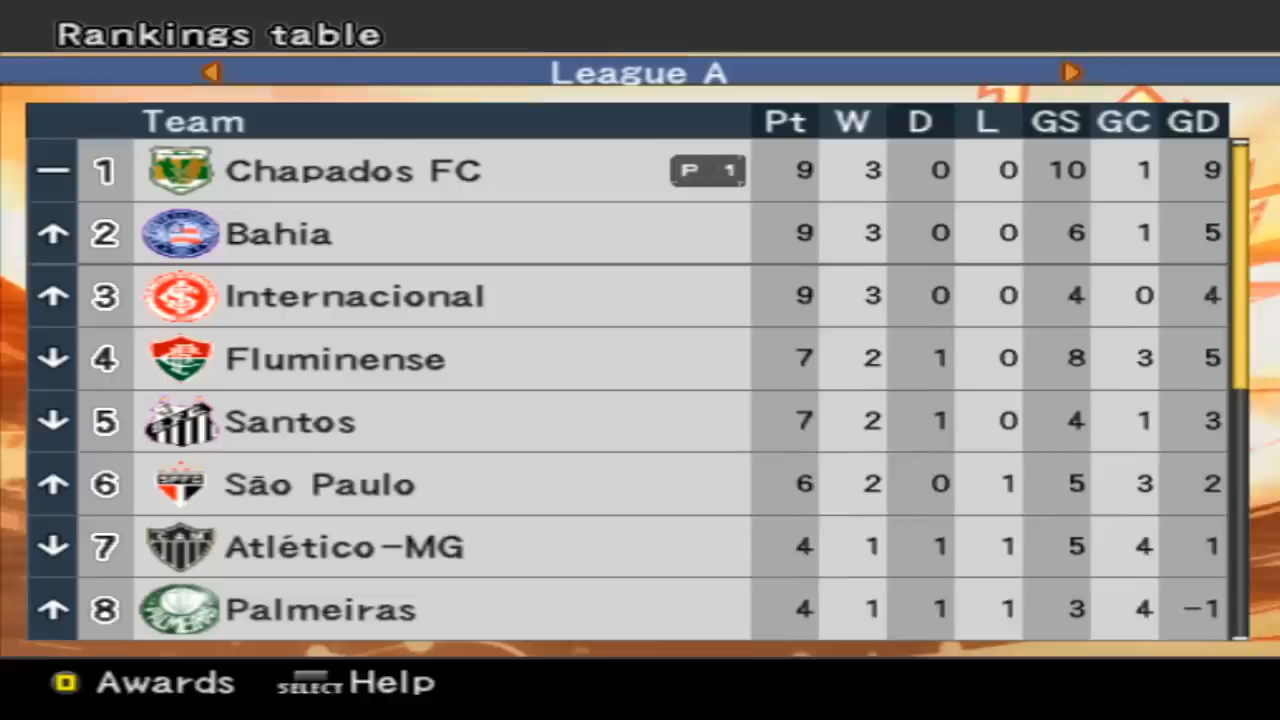 Rankings table
League A
Team Pt W D L GS GC GD
1 Chapados FC P 1 9 3 0 0 10 1 9
2 Bahia 9 3 0 0 6 1 5
3 Internacional 9 3 0 0 4 0 4
4 Fluminense 7 2 1 0 8 3 5
5 Santos 7 2 1 0 4 1 3
6 São Paulo 6 2 0 1 5 3 2
7 Atlético-MG 4 1 1 1 5 4 1
8 Palmeiras 4 1 1 1 3 4 -1
Awards SELECT Help